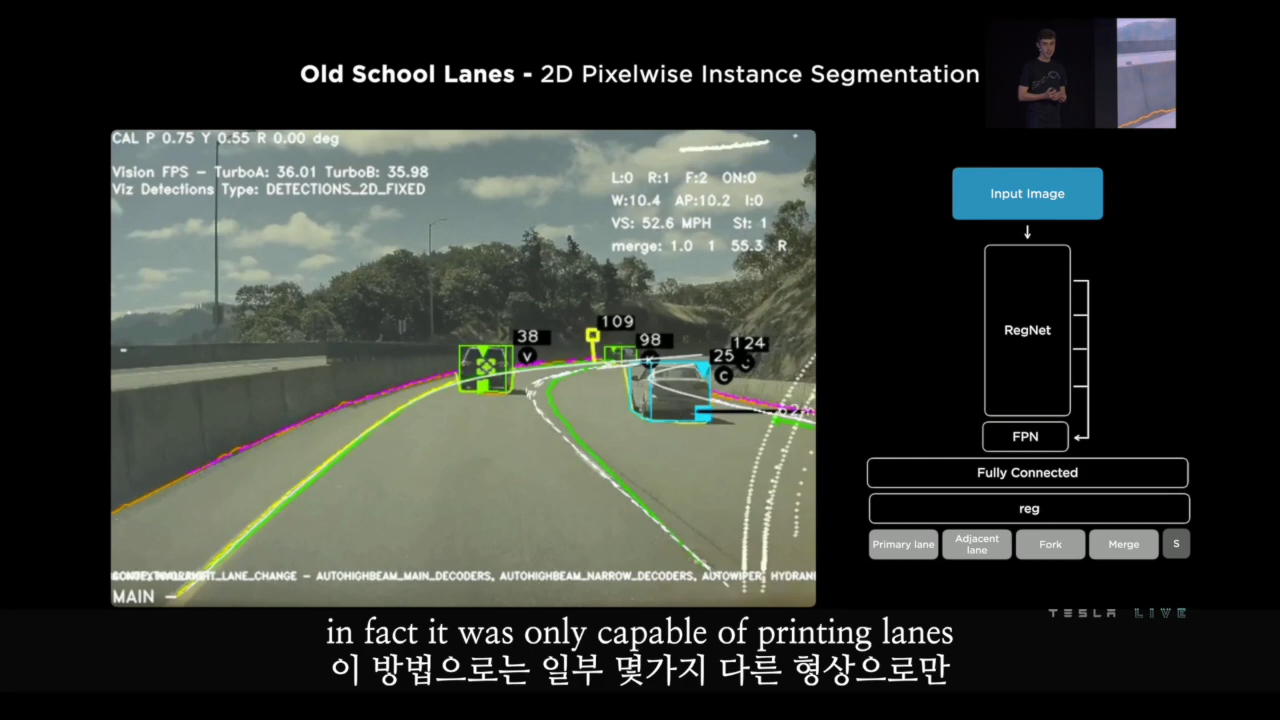 Old School Lanes - 2D Pixelwise Instance Segmentation
CAL P 0.75 Y 0.55 R 0.00 deg
Vision FPS - TurboA: 36.01 TurboB: 35.98
Viz Detections Type: DETECTIONS_2D_FIXED
L:0 R:1 F:2 ON:0
W:10.4 AP:10.2 I:0
VS: 52.6 MPH St: 1
merge: 1.0 1 55.3 R
38
V
109
98
K
25
C
124
MAIN
LANE_CHANGE - AUTOHIGHBEAM_MAIN_DECODERS, AUTOHIGHBEAM_NARROW_DECODERS, AUTOWIPER, HYDRAN
Input Image
RegNet
FPN
Fully Connected
reg
Primary lane
Adjacent
lane
Fork
Merge
S
TESLA LIVE
in fact it was only capable of printing lanes
이 방법으로는 일부 몇가지 다른 형상으로만